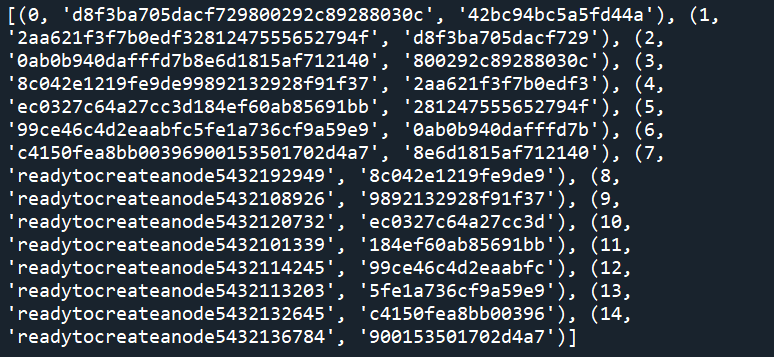 [(0, 'd8f3ba705dacf729800292c89288030c', '42bc94bc5a5fd44a'), (1,
'2aa621f3f7b0edf3281247555652794f', 'd8f3ba705dacf729'), (2,
'0ab0b940dafffd7b8e6d1815af712140', '800292c89288030c'), (3,
'8c042e1219fe9de99892132928f91f37', '2aa621f3f7b0edf3'), (4,
'ec0327c64a27cc3d184ef60ab85691bb', '281247555652794f'), (5,
'99ce46c4d2eaabfc5fe1a736cf9a59e9', '0ab0b940dafffd7b'), (6,
'c4150fea8bb00396900153501702d4a7', '8e6d1815af712140'), (7,
'readytocreateanode5432192949', '8c042e1219fe9de9'), (8,
'readytocreateanode5432108926', '9892132928f91f37'), (9,
'readytocreateanode5432120732', 'ec0327c64a27cc3d'), (10,
'readytocreateanode5432101339', '184ef60ab85691bb'), (11,
'readytocreateanode5432114245', '99ce46c4d2eaabfc'), (12,
'readytocreateanode5432113203', '5fe1a736cf9a59e9'), (13,
'readytocreateanode5432132645', 'c4150fea8bb00396'), (14,
'readytocreateanode5432136784', '900153501702d4a7')]